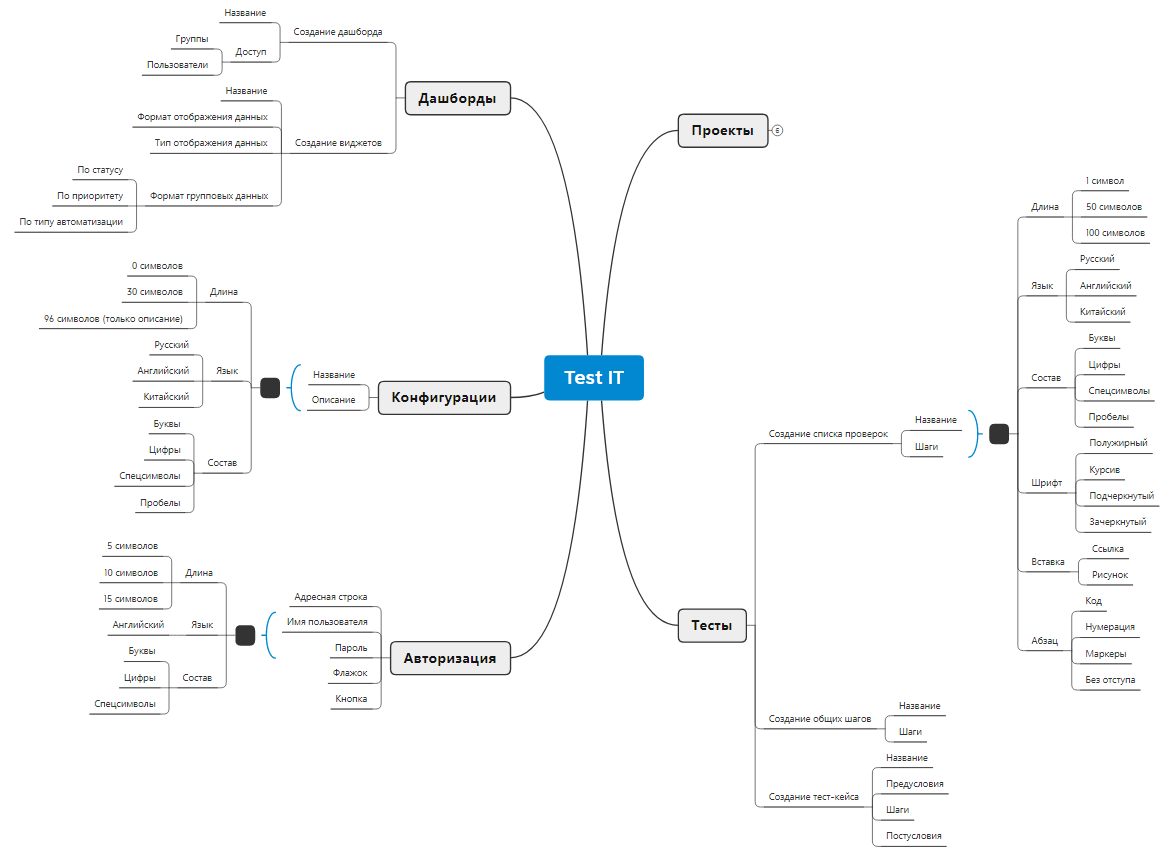 Test IT
Дашборды
Создание дашборда
Название
Доступ
Группы
Пользователи
Создание виджетов
Название
Формат отображения данных
Тип отображения данных
Формат групповых данных
По статусу
По приоритету
По типу автоматизации
Конфигурации
Название
Описание
Длина
0 символов
30 символов
96 символов (только описание)
Язык
Русский
Английский
Китайский
Состав
Буквы
Цифры
Спецсимволы
Пробелы
Авторизация
Адресная строка
Имя пользователя
Пароль
Флажок
Кнопка
Длина
5 символов
10 символов
15 символов
Язык
Английский
Состав
Буквы
Цифры
Спецсимволы
Проекты
6
Тесты
Создание списка проверок
Название
Шаги
Длина
1 символ
50 символов
100 символов
Язык
Русский
Английский
Китайский
Состав
Буквы
Цифры
Спецсимволы
Пробелы
Шрифт
Полужирный
Курсив
Подчеркнутый
Зачеркнутый
Вставка
Ссылка
Рисунок
Абзац
Код
Нумерация
Маркеры
Без отступа
Создание общих шагов
Название
Шаги
Создание тест-кейса
Название
Предусловия
Шаги
Постусловия